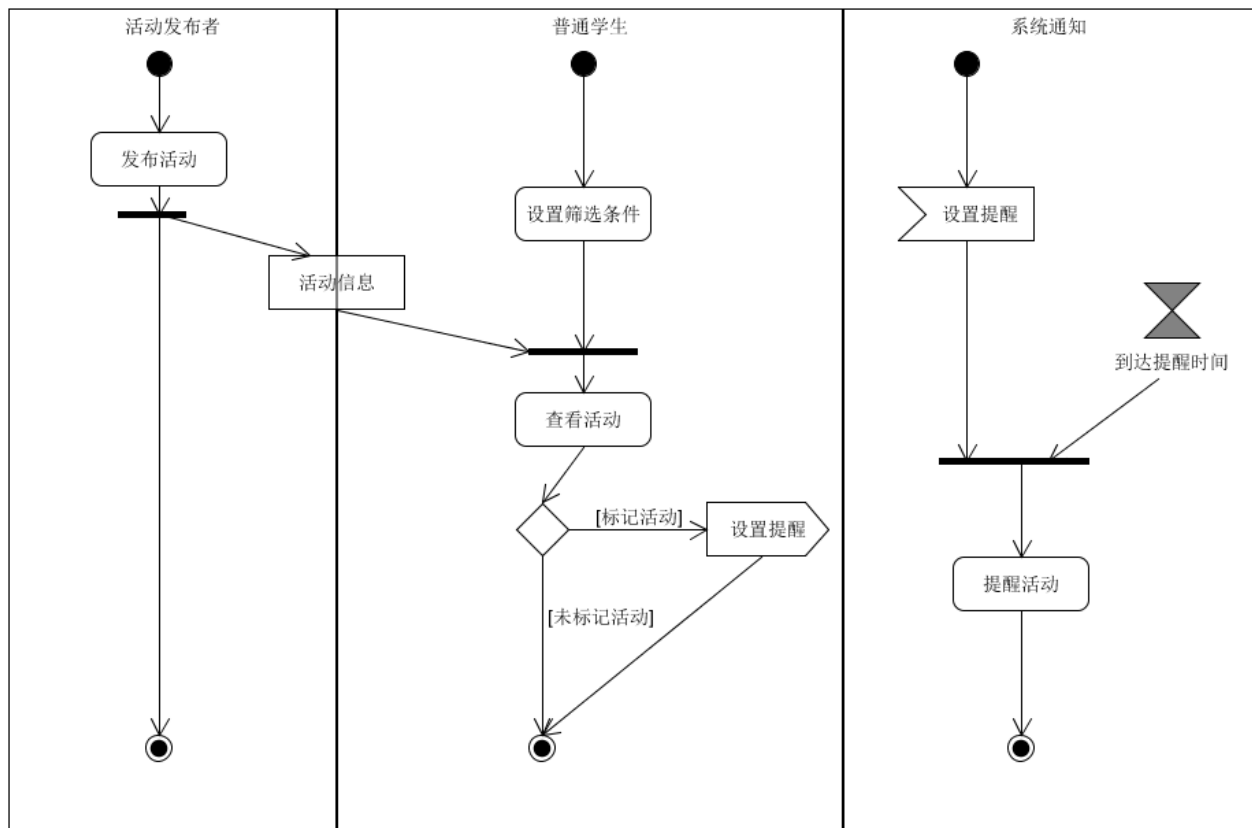 活动发布者
普通学生
系统通知
发布活动
设置筛选条件
设置提醒
活动信息
到达提醒时间
查看活动
[标记活动]
设置提醒
提醒活动
[未标记活动]